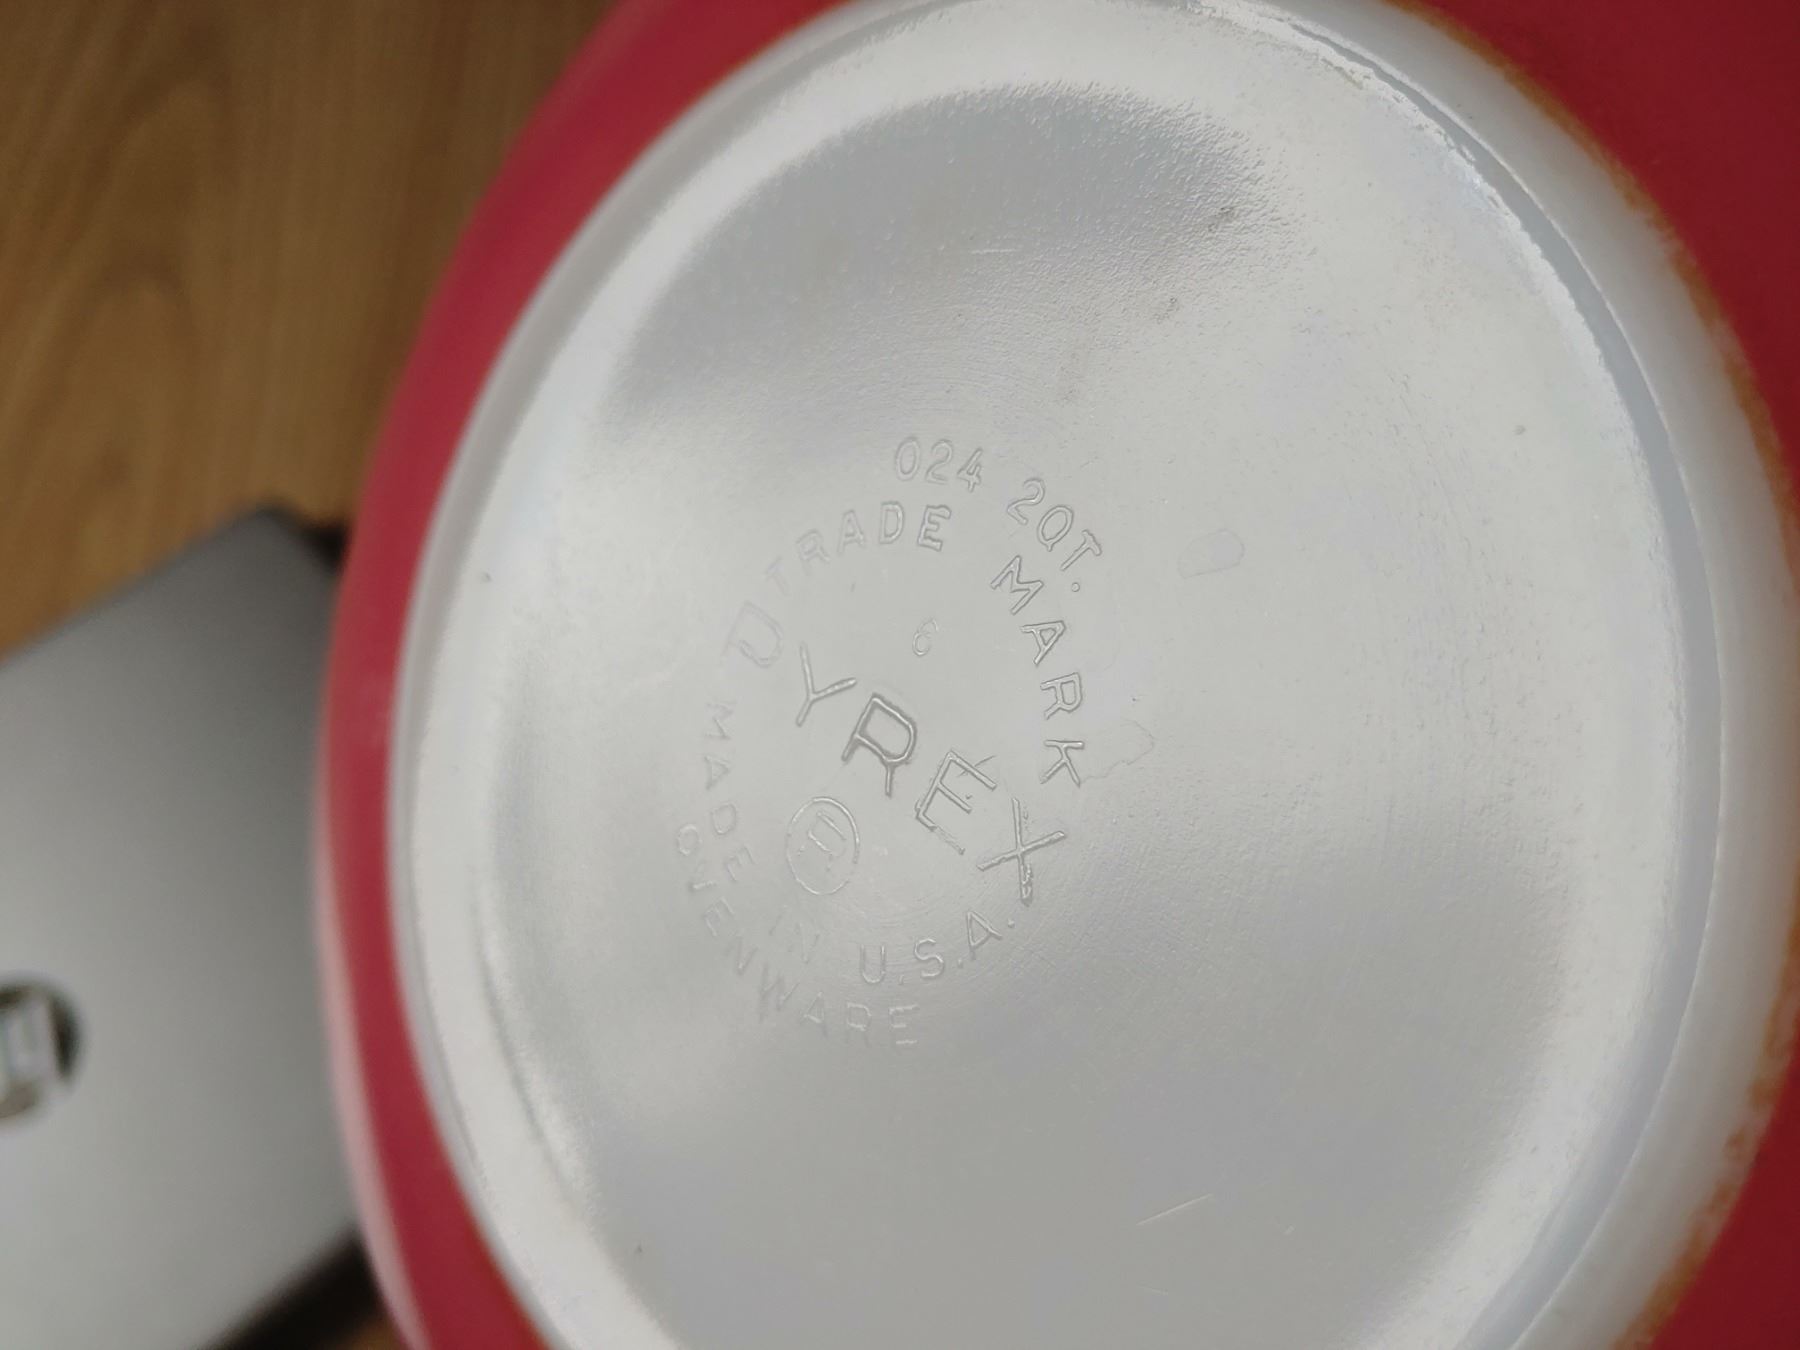 024 2QT.
TRADE MARK
6
PYREX
H
MADE IN U.S.A.
OVENWARE